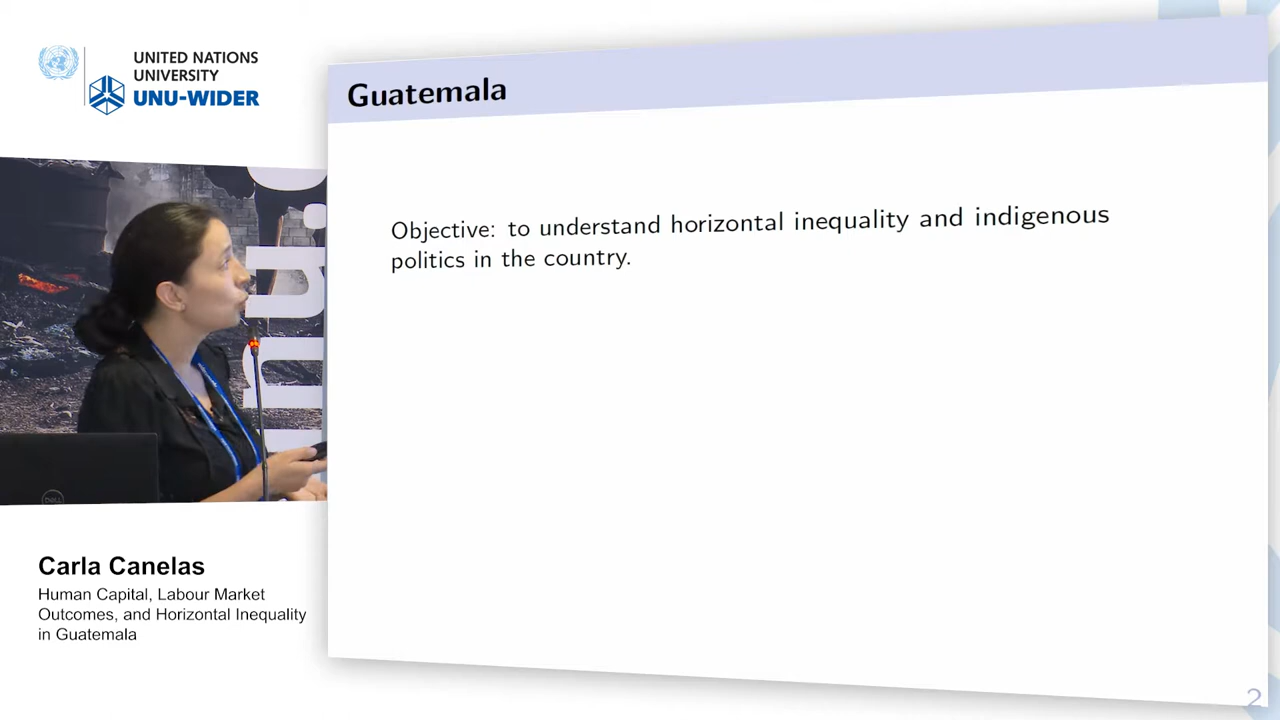 UNITED NATIONS
UNIVERSITY
UNU-WIDER
Guatemala
Objective: to understand horizontal inequality and indigenous
politics in the country.
DELL
Carla Canelas
Human Capital, Labour Market
Outcomes, and Horizontal Inequality
in Guatemala
2